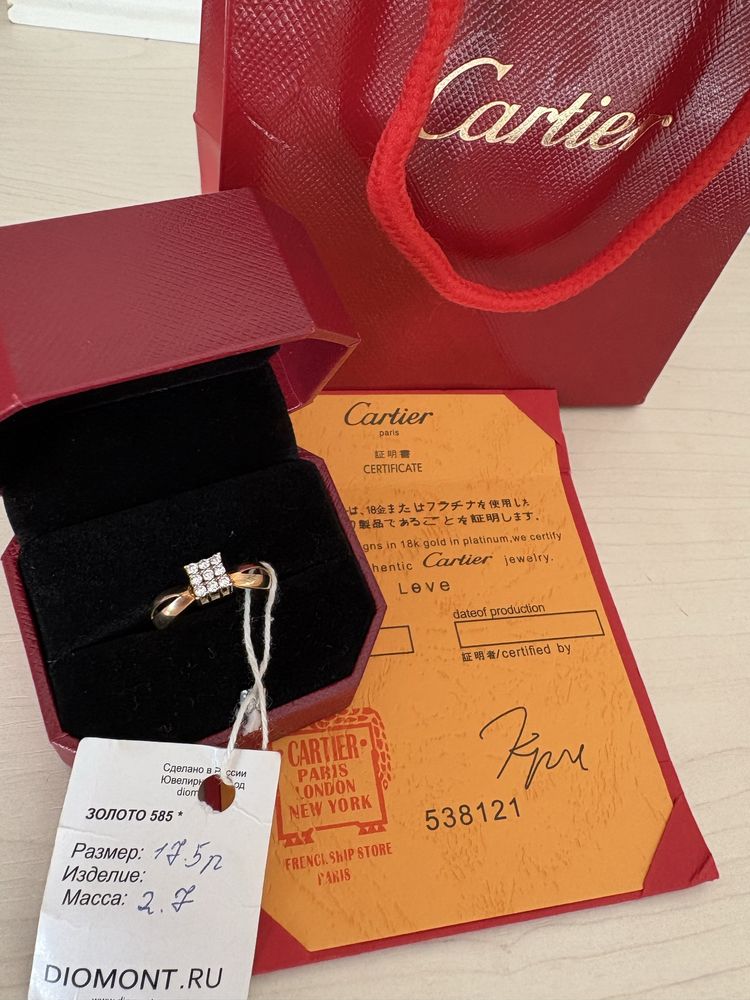 Cartier
Cartier
paris
証明書
CERTIFICATE
は、18金またはプラチナを使用した
製品であることを証明します。
in 18k gold in platinum,we certify
Cartier jewelry.
Love
dateof production
証明者/certified by
CARTIER
PARIS
LONDON
NEW YORK
FRENCH SHIP STORE
PARIS
538121
Сделано в России
ЗОЛОТО 585 *
Размер: 17.5
Изделие:
Масса: 2.7
DIOMONT.RU